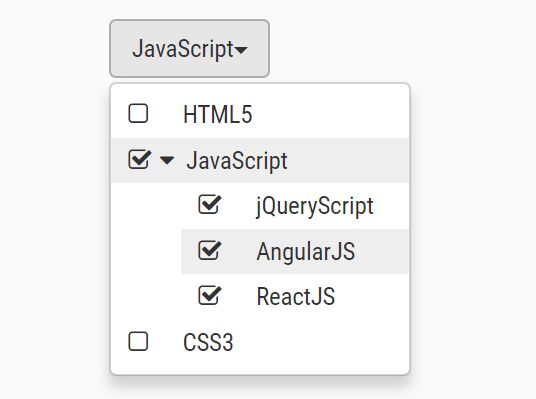 JavaScript
HTML5
JavaScript
jQueryScript
AngularJS
ReactJS
CSS3